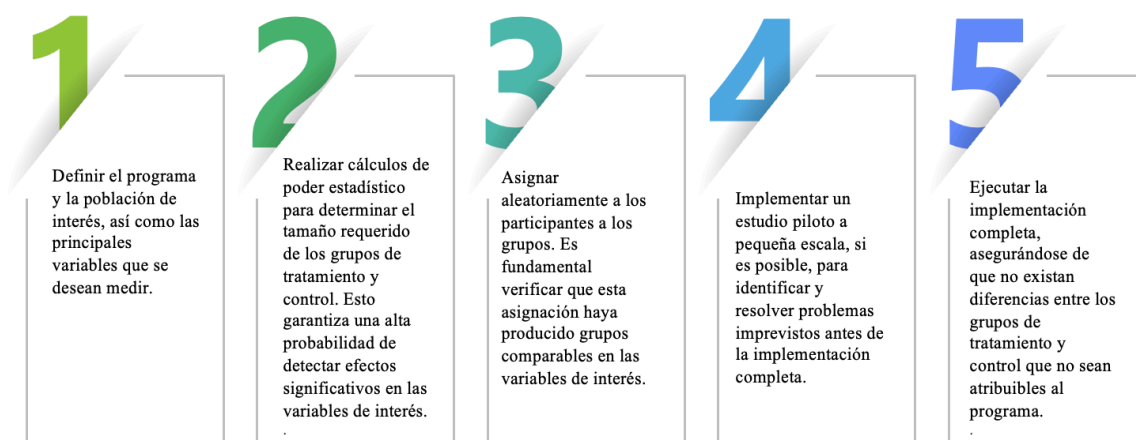 1
Definir el programa
y la población de
interés, así como las
principales
variables que se
desean medir.
2
Realizar cálculos de
poder estadístico
para determinar el
tamaño requerido
de los grupos de
tratamiento y
control. Esto
garantiza una alta
probabilidad de
detectar efectos
significativos en las
variables de interés.
.
3
Asignar
aleatoriamente a los
participantes a los
grupos. Es
fundamental
verificar que esta
asignación haya
producido grupos
comparables en las
variables de interés.
4
Implementar un
estudio piloto a
pequeña escala, si
es posible, para
identificar y
resolver problemas
imprevistos antes de
la implementación
completa.
5
Ejecutar la
implementación
completa,
asegurándose de
que no existan
diferencias entre los
grupos de
tratamiento y
control que no sean
atribuibles al
programa.
.